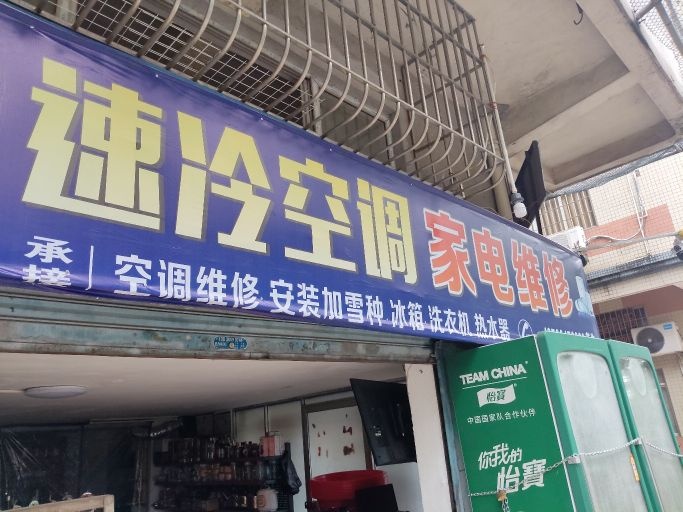 速冷空调 家电维修
承接 空调维修 安装加雪种 冰箱 洗衣机 热水器
TEAM CHINA
怡寶
中国国家队合作伙伴
你我的
怡寶